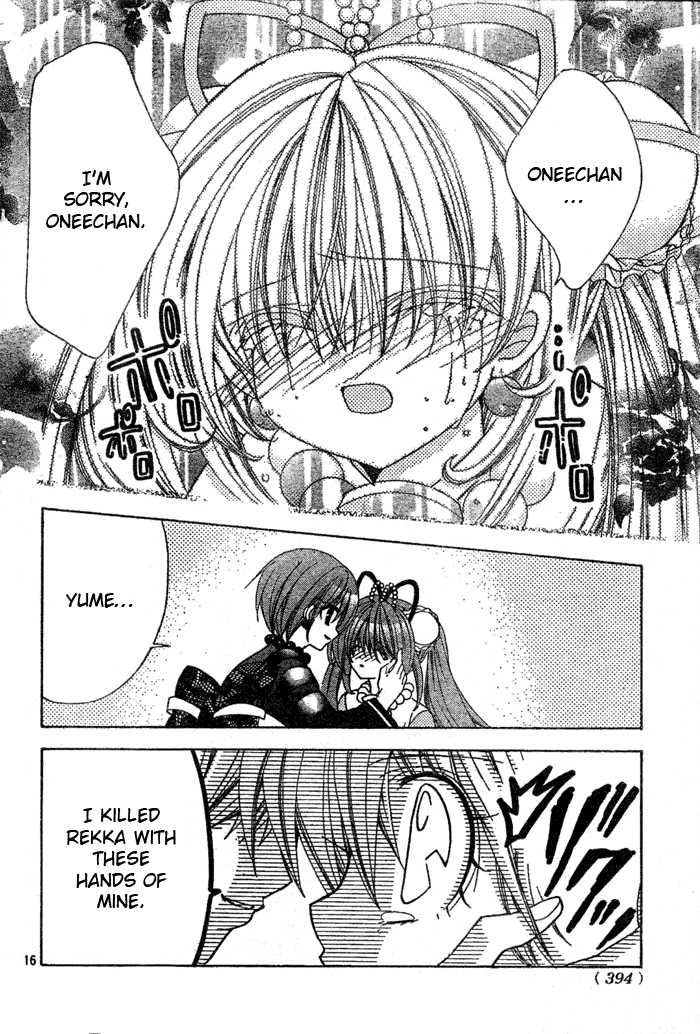 ONEECHAN
...
I'M
SORRY,
ONEECHAN.
ポロ
ポロ
ポロ
YUME...
I KILLED
REKKA WITH
THESE
HANDS OF
MINE.
16
(394)